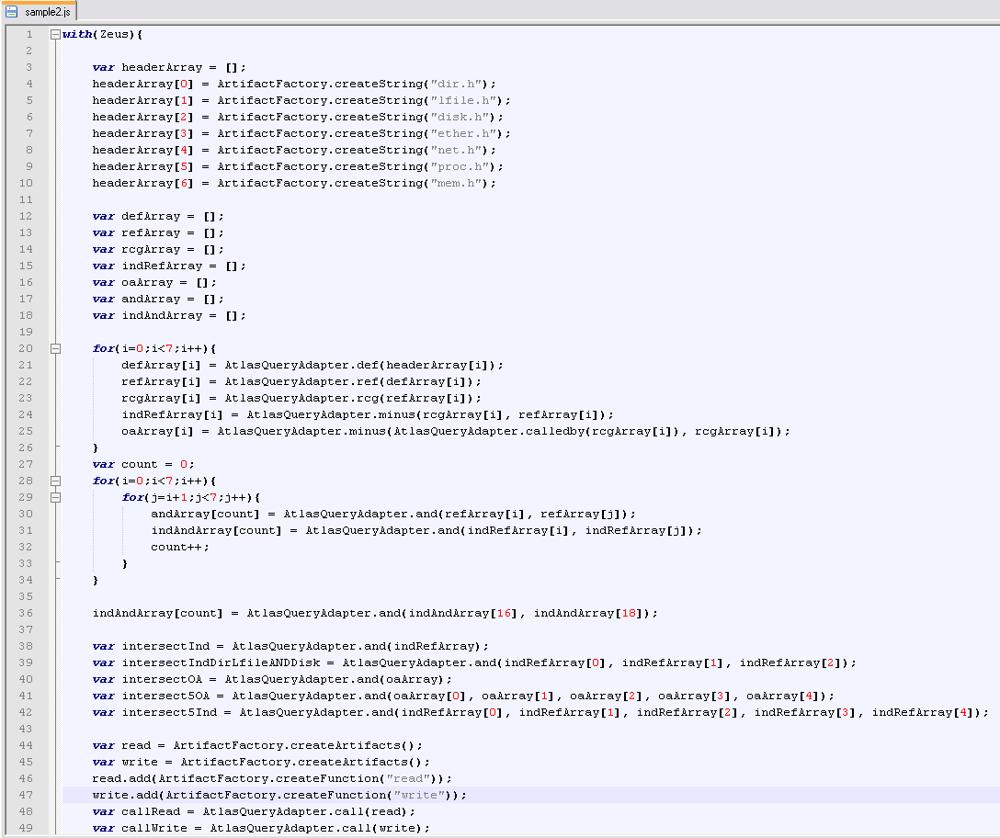 sample2.js
1 with(Zeus){
2
3 var headerArray = [];
4 headerArray[0] = ArtifactFactory.createString("dir.h");
5 headerArray[1] = ArtifactFactory.createString("lfile.h");
6 headerArray[2] = ArtifactFactory.createString("disk.h");
7 headerArray[3] = ArtifactFactory.createString("ether.h");
8 headerArray[4] = ArtifactFactory.createString("net.h");
9 headerArray[5] = ArtifactFactory.createString("proc.h");
10 headerArray[6] = ArtifactFactory.createString("mem.h");
11
12 var defArray = [];
13 var refArray = [];
14 var rcgArray = [];
15 var indRefArray = [];
16 var oaArray = [];
17 var andArray = [];
18 var indAndArray = [];
19
20 for(i=0;i<7;i++){
21 defArray[i] = AtlasQueryAdapter.def(headerArray[i]);
22 refArray[i] = AtlasQueryAdapter.ref(defArray[i]);
23 rcgArray[i] = AtlasQueryAdapter.rcg(refArray[i]);
24 indRefArray[i] = AtlasQueryAdapter.minus(rcgArray[i], refArray[i]);
25 oaArray[i] = AtlasQueryAdapter.minus(AtlasQueryAdapter.calledby(rcgArray[i]), rcgArray[i]);
26 }
27 var count = 0;
28 for(i=0;i<7;i++){
29 for(j=i+1;j<7;j++){
30 andArray[count] = AtlasQueryAdapter.and(refArray[i], refArray[j]);
31 indAndArray[count] = AtlasQueryAdapter.and(indRefArray[i], indRefArray[j]);
32 count++;
33 }
34 }
35
36 indAndArray[count] = AtlasQueryAdapter.and(indAndArray[16], indAndArray[18]);
37
38 var intersectInd = AtlasQueryAdapter.and(indRefArray);
39 var intersectIndDirLfileANDDisk = AtlasQueryAdapter.and(indRefArray[0], indRefArray[1], indRefArray[2]);
40 var intersectOA = AtlasQueryAdapter.and(oaArray);
41 var intersect5OA = AtlasQueryAdapter.and(oaArray[0], oaArray[1], oaArray[2], oaArray[3], oaArray[4]);
42 var intersect5Ind = AtlasQueryAdapter.and(indRefArray[0], indRefArray[1], indRefArray[2], indRefArray[3], indRefArray[4]);
43
44 var read = ArtifactFactory.createArtifacts();
45 var write = ArtifactFactory.createArtifacts();
46 read.add(ArtifactFactory.createFunction("read"));
47 write.add(ArtifactFactory.createFunction("write"));
48 var callRead = AtlasQueryAdapter.call(read);
49 var callWrite = AtlasQueryAdapter.call(write);